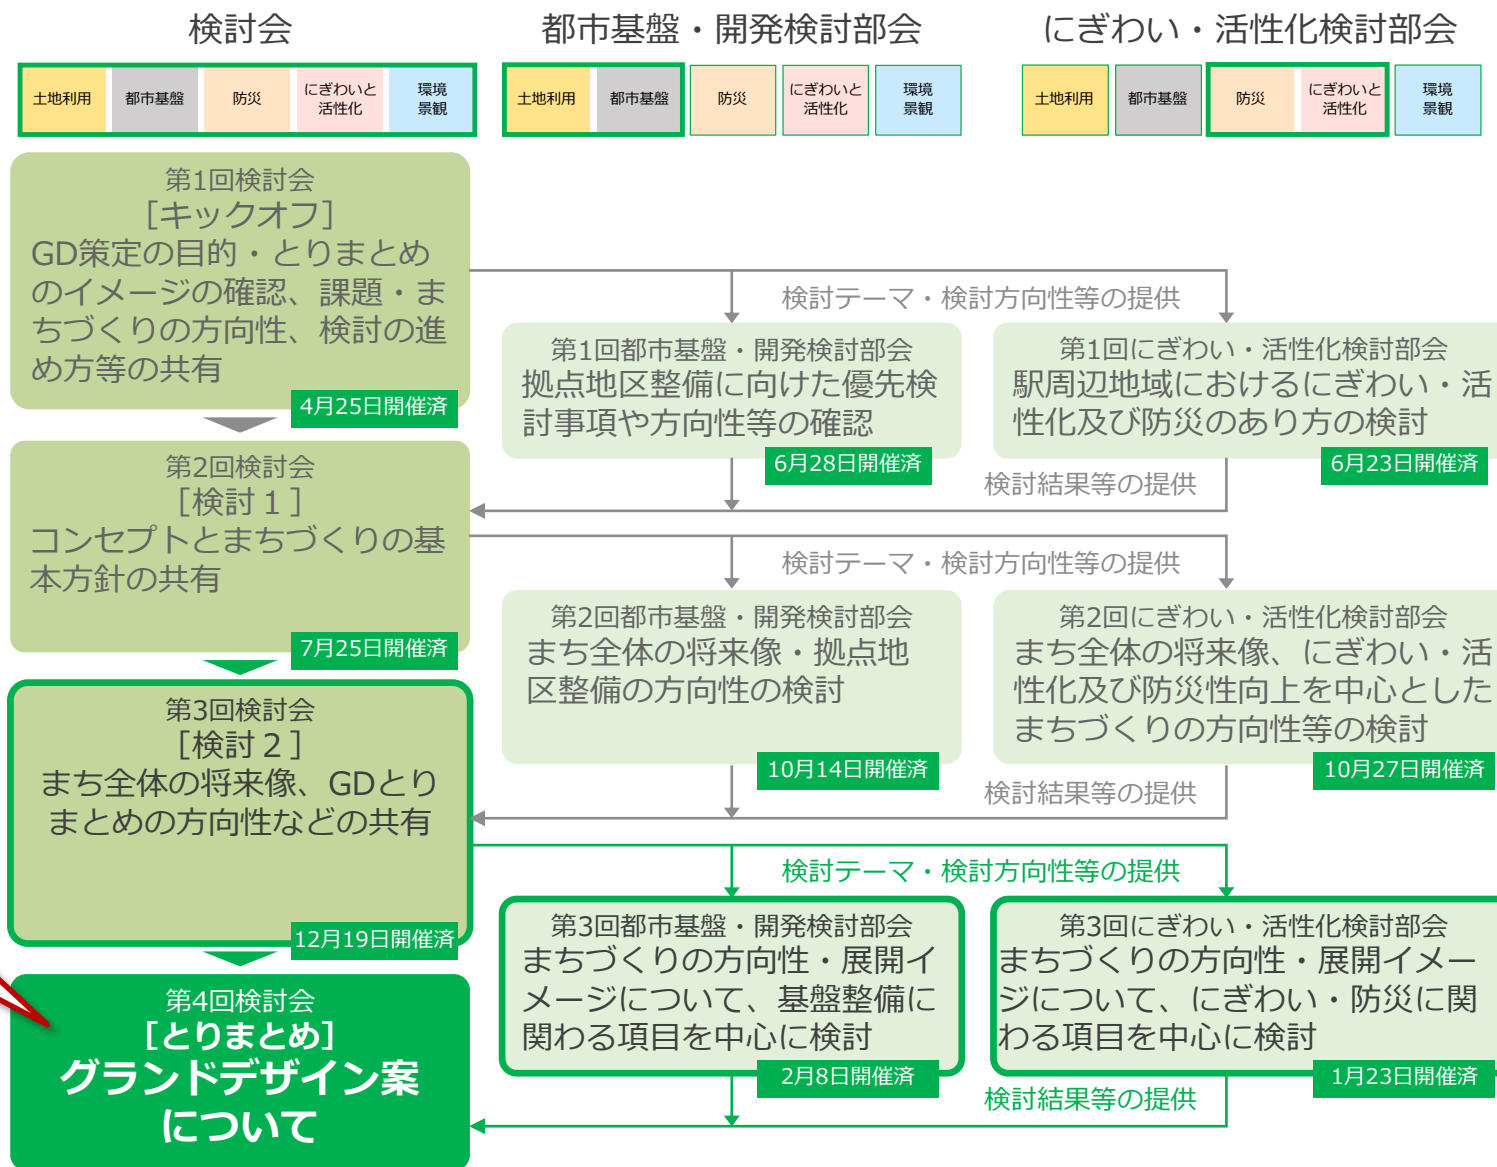 検討会
土地利用
都市基盤
防災
にぎわいと
活性化
環境
景観
都市基盤・開発検討部会
土地利用
都市基盤
防災
にぎわいと
活性化
環境
景観
にぎわい・活性化検討部会
土地利用
都市基盤
防災
にぎわいと
活性化
環境
景観
第1回検討会
［キックオフ］
GD策定の目的・とりまとめ
のイメージの確認、課題・ま
ちづくりの方向性、検討の進
め方等の共有
4月25日開催済
検討テーマ・検討方向性等の提供
第1回都市基盤・開発検討部会
拠点地区整備に向けた優先検
討事項や方向性等の確認
6月28日開催済
第1回にぎわい・活性化検討部会
駅周辺地域におけるにぎわい・活
性化及び防災のあり方の検討
6月23日開催済
検討結果等の提供
第2回検討会
［検討１］
コンセプトとまちづくりの基
本方針の共有
7月25日開催済
検討テーマ・検討方向性等の提供
第2回都市基盤・開発検討部会
まち全体の将来像・拠点地
区整備の方向性の検討
10月14日開催済
第2回にぎわい・活性化検討部会
まち全体の将来像、にぎわい・活
性化及び防災性向上を中心とした
まちづくりの方向性等の検討
10月27日開催済
検討結果等の提供
第3回検討会
［検討２］
まち全体の将来像、GDとり
まとめの方向性などの共有
12月19日開催済
検討テーマ・検討方向性等の提供
第3回都市基盤・開発検討部会
まちづくりの方向性・展開イ
メージについて、基盤整備に
関わる項目を中心に検討
2月8日開催済
第3回にぎわい・活性化検討部会
まちづくりの方向性・展開イメー
ジについて、にぎわい・防災に関
わる項目を中心に検討
1月23日開催済
検討結果等の提供
第4回検討会
［とりまとめ］
グランドデザイン案
について